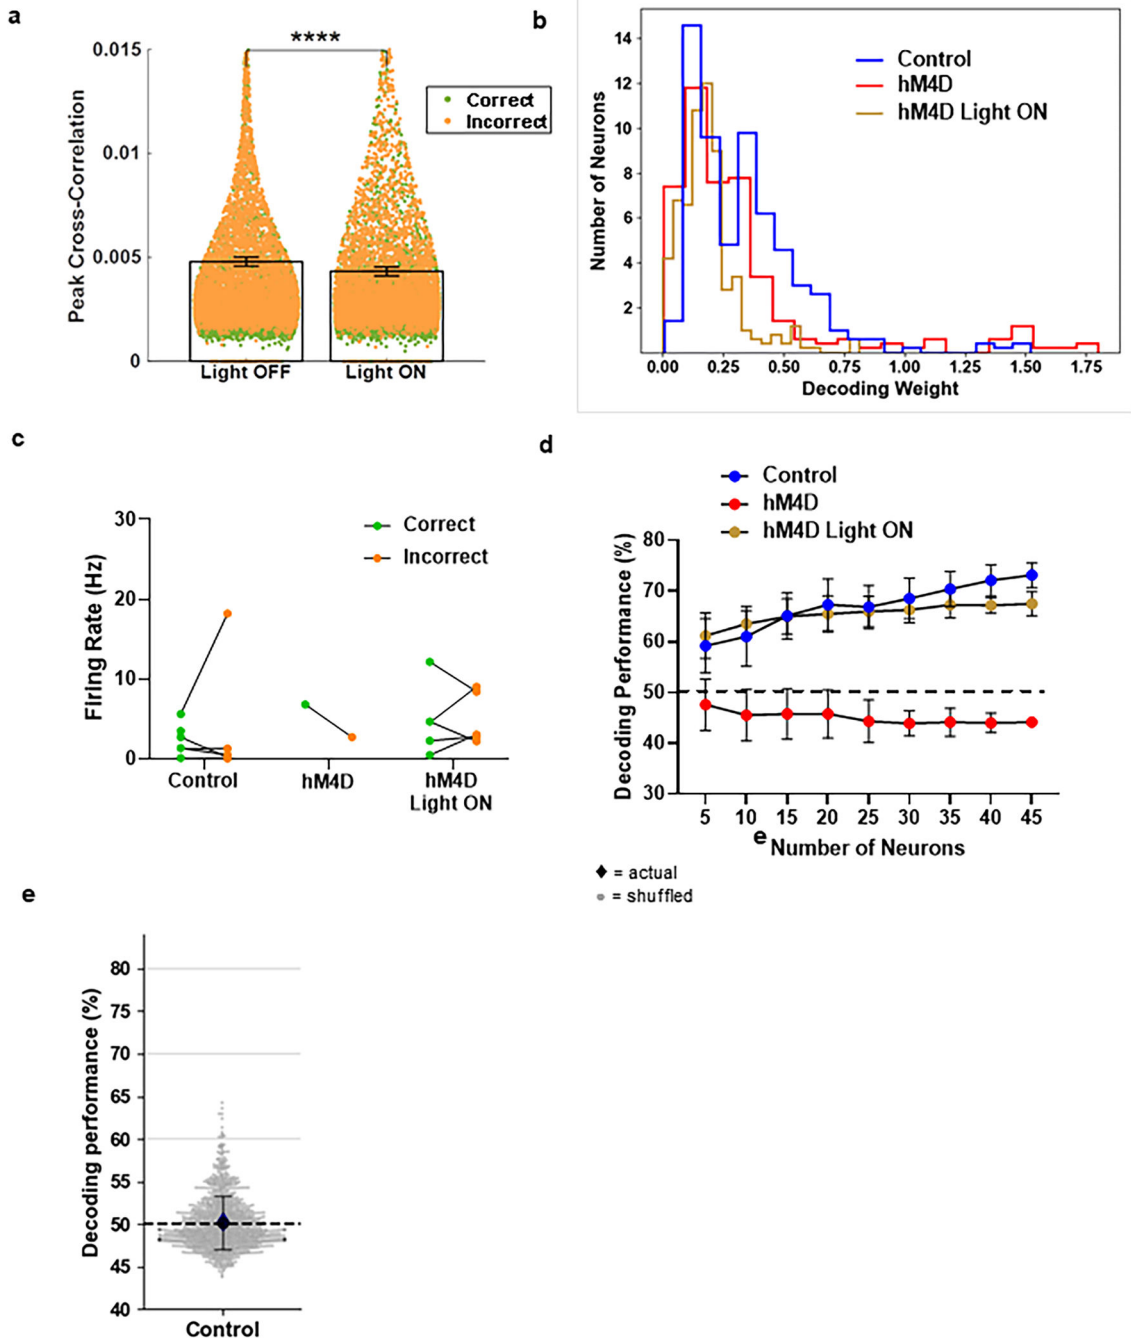 a
****
0.015
0.01
0.005
0
Peak Cross-Correlation
Correct
Incorrect
Light OFF
Light ON
b
14
12
10
8
6
4
2
Number of Neurons
Control
hM4D
hM4D Light ON
0.00 0.25 0.50 0.75 1.00 1.25 1.50 1.75
Decoding Weight
c
30
20
10
0
Firing Rate (Hz)
Correct
Incorrect
Control
hM4D
hM4D
Light ON
d
Control
hM4D
hM4D Light ON
80
70
60
50
40
30
Decoding Performance (%)
5 10 15 20 25 30 35 40 45
e
Number of Neurons
= actual
= shuffled
e
80
75
70
65
60
55
50
45
40
Decoding performance (%)
Control